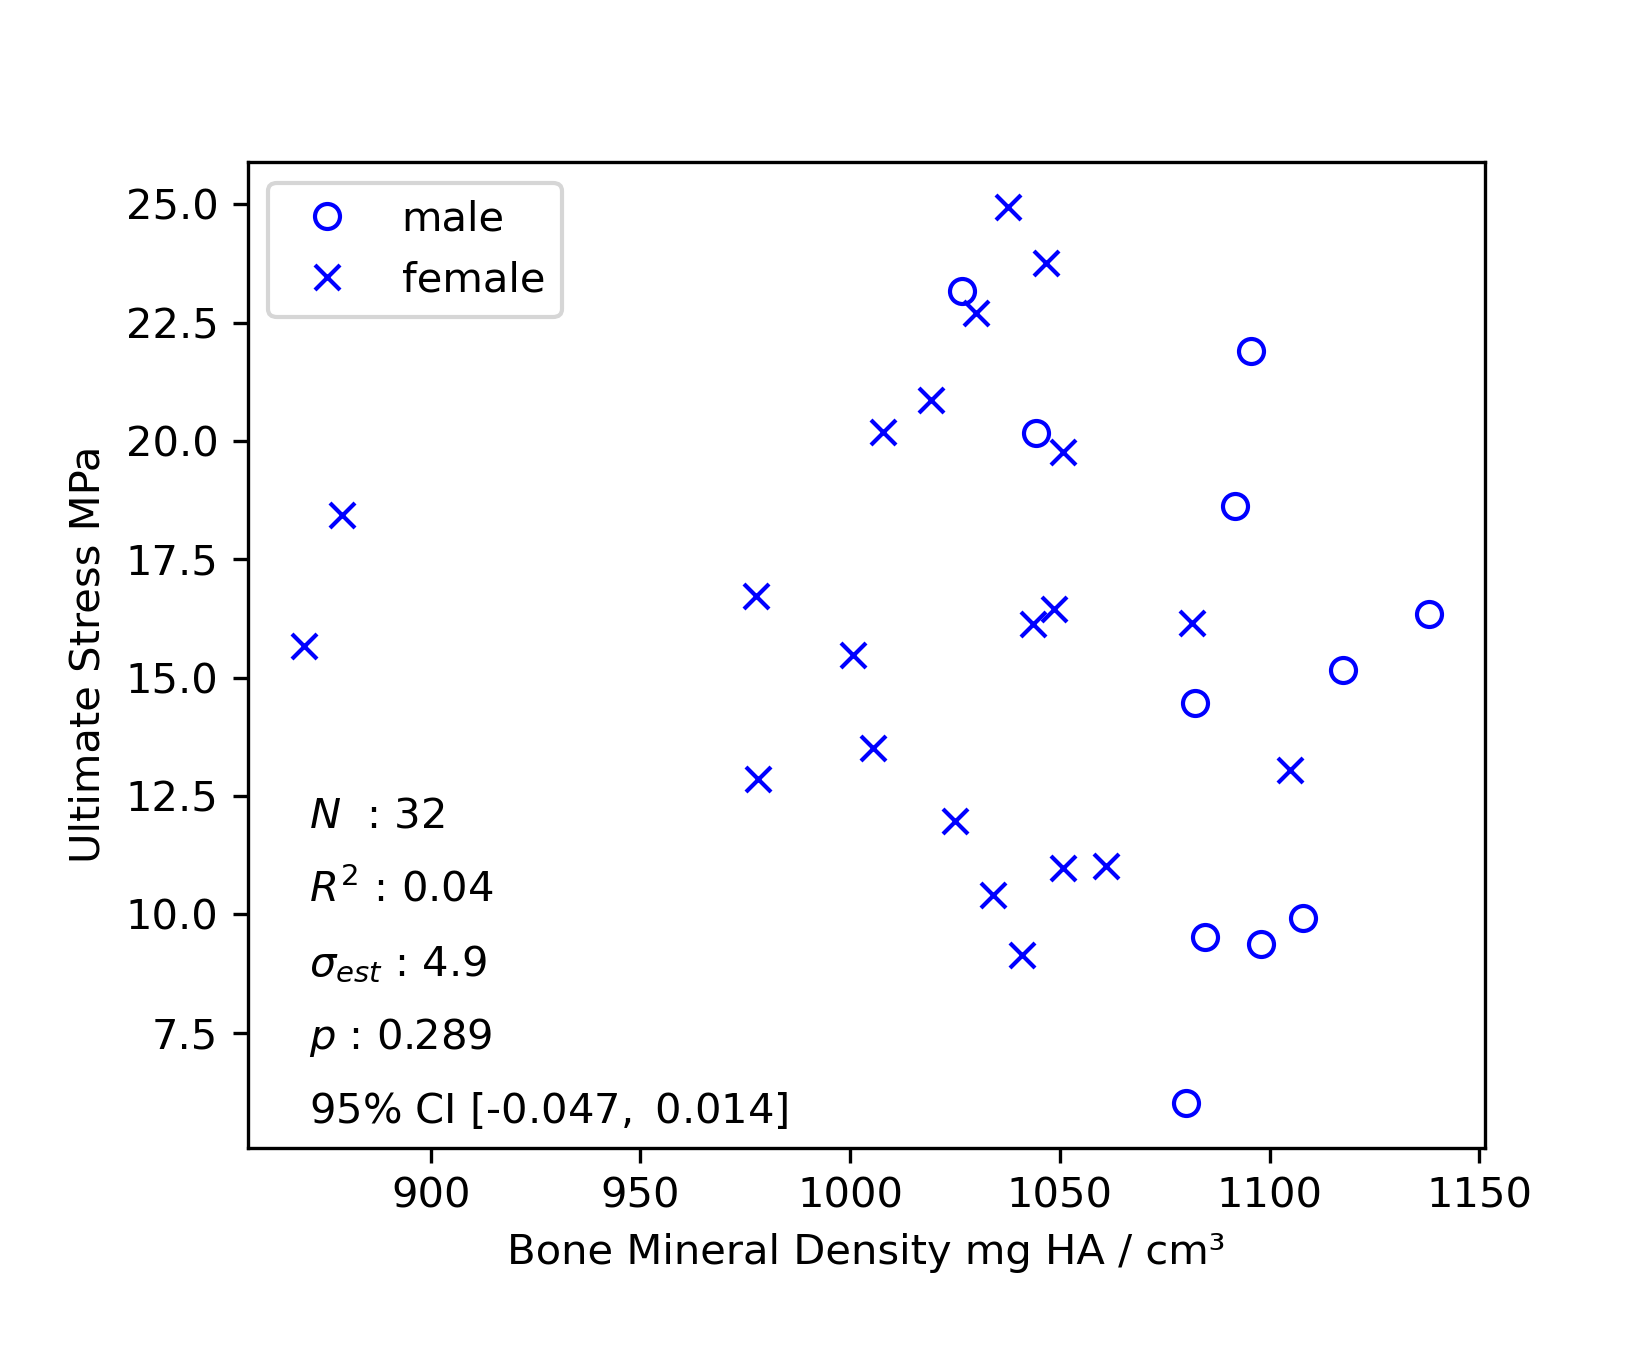 male
female
25.0
22.5
20.0
17.5
15.0
12.5
10.0
7.5
Ultimate Stress MPa
N : 32
R² : 0.04
σest : 4.9
p : 0.289
95% CI [-0.047, 0.014]
900 950 1000 1050 1100 1150
Bone Mineral Density mg HA / cm³